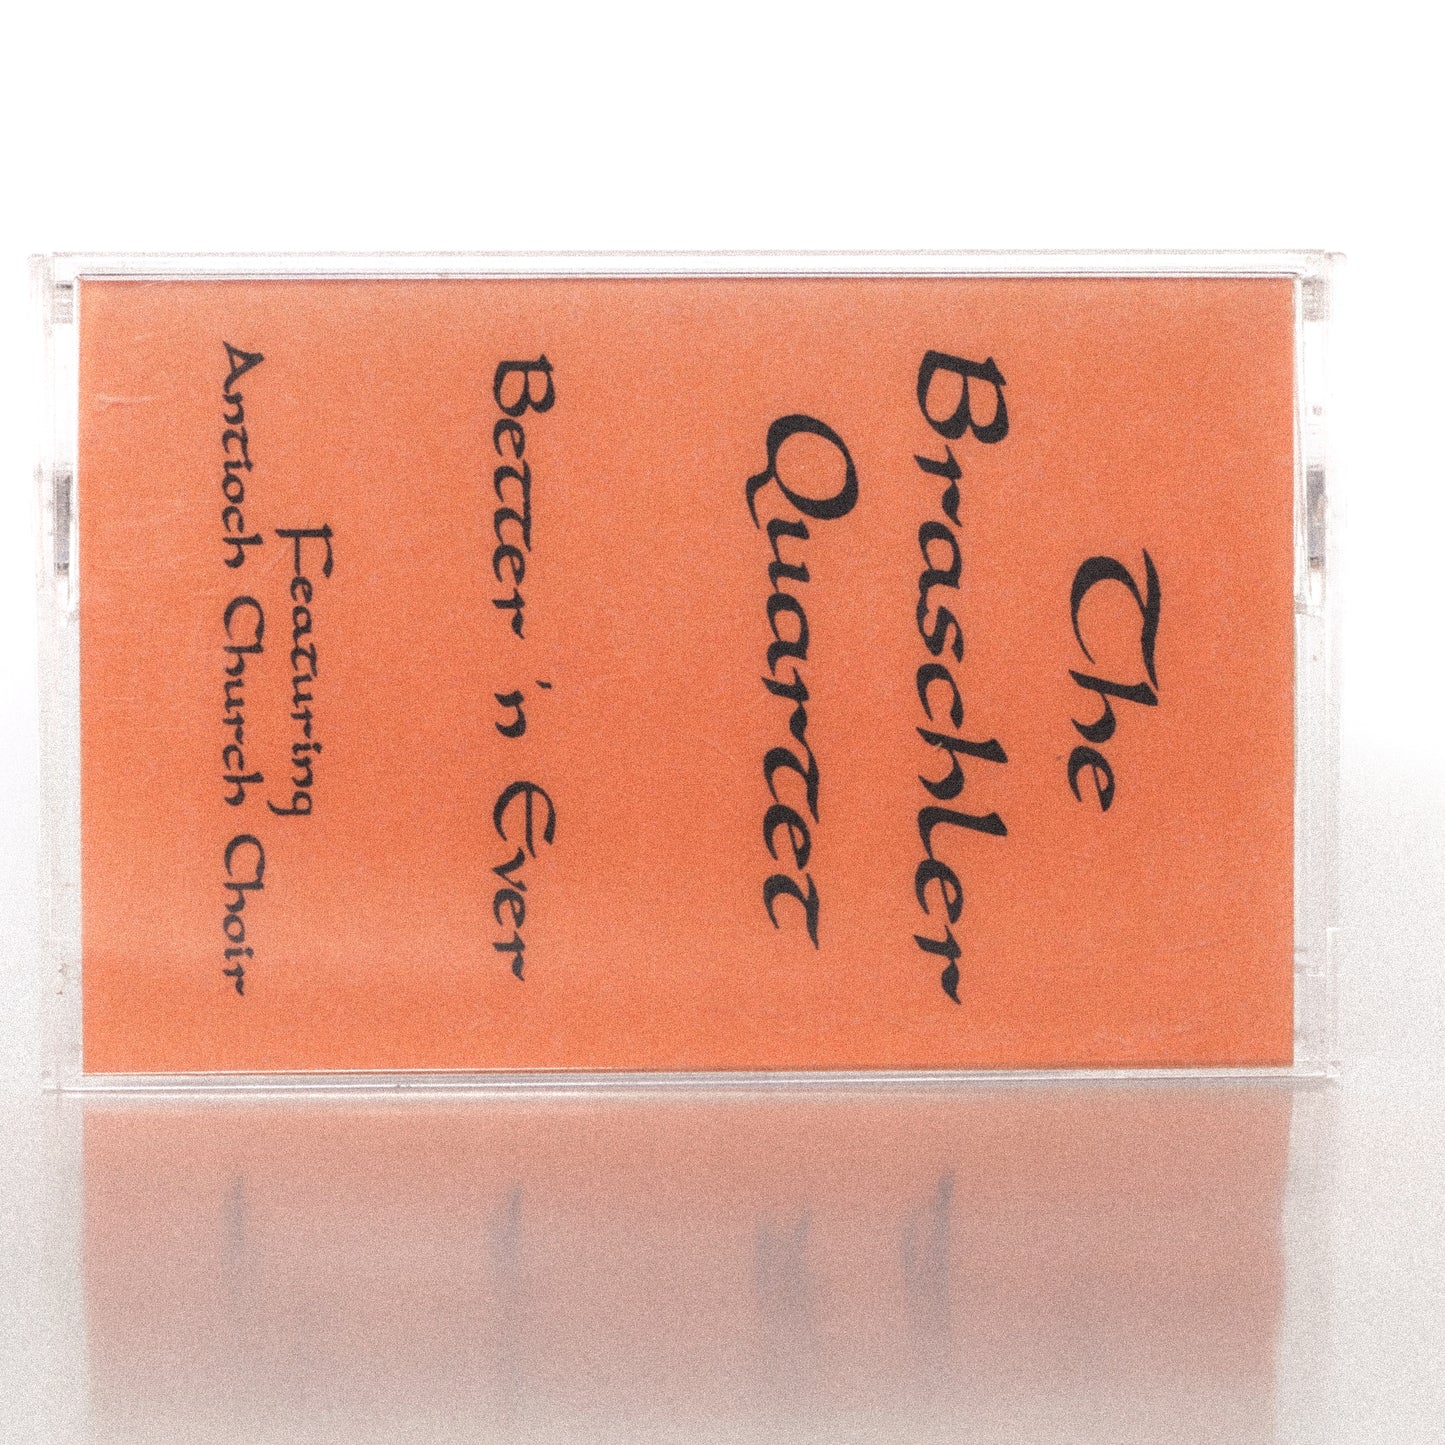 The
Braschler
Quartet
Better 'n Ever
Featuring
Antioch Church Choir